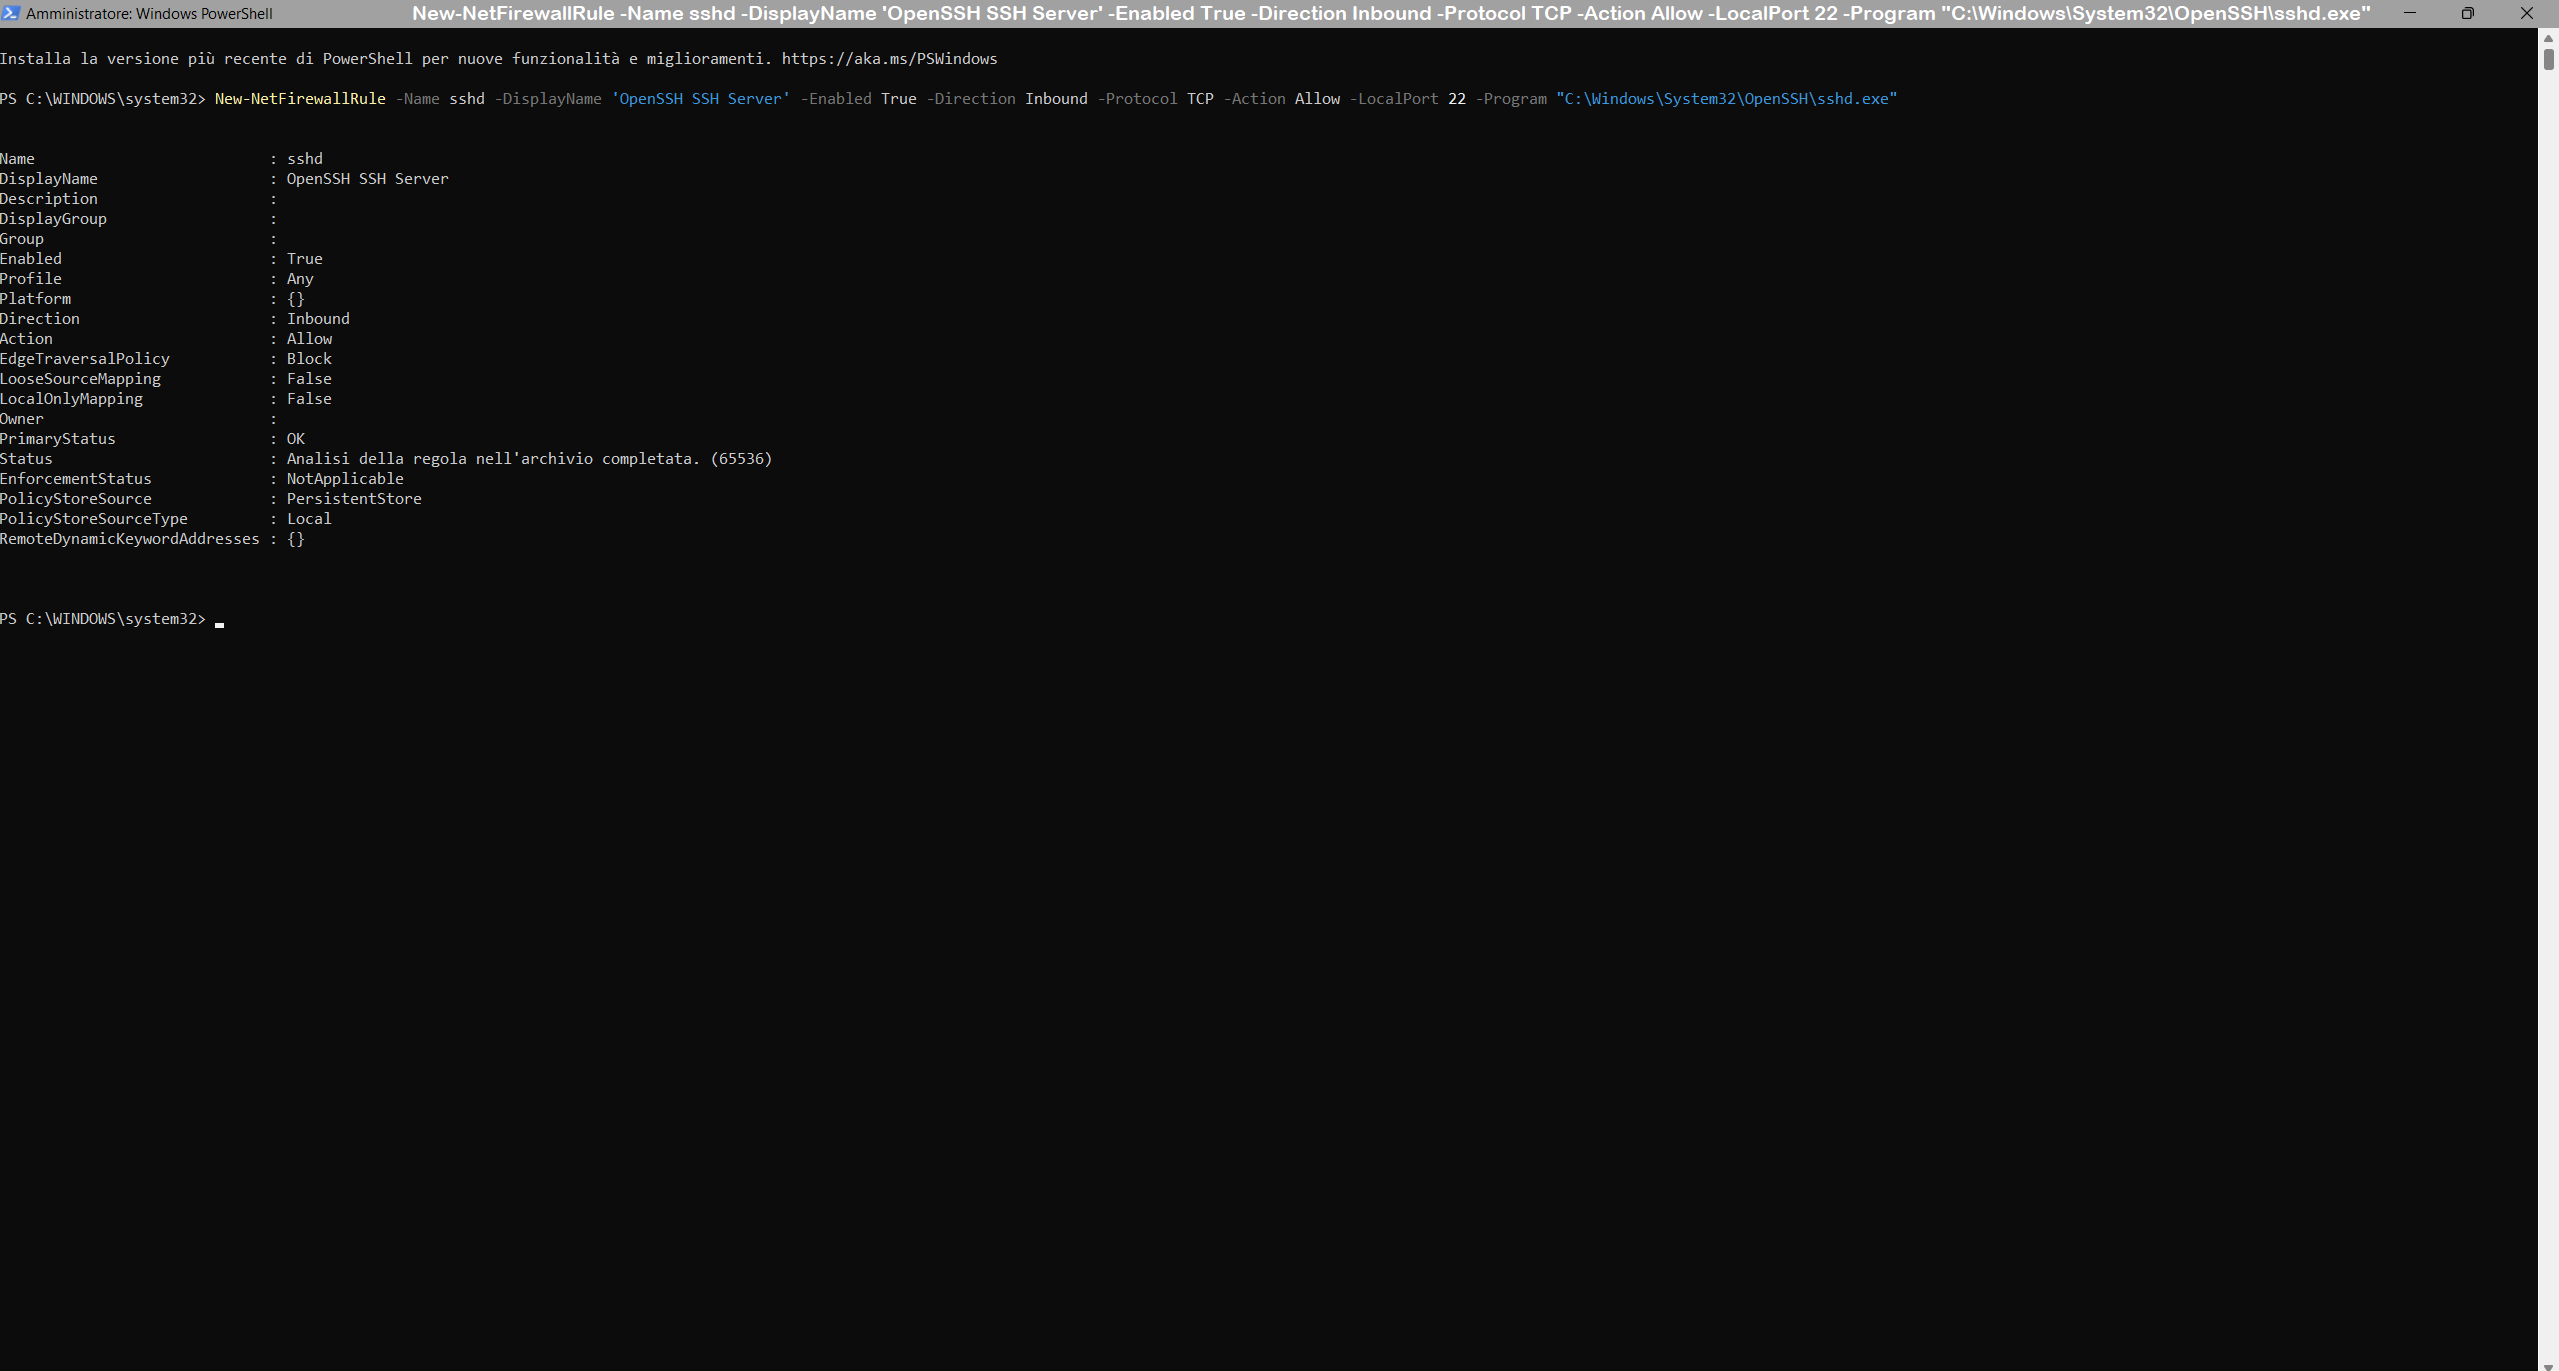 Amministratore: Windows PowerShell
New-NetFirewallRule -Name sshd -DisplayName 'OpenSSH SSH Server' -Enabled True -Direction Inbound -Protocol TCP -Action Allow -LocalPort 22 -Program "C:\Windows\System32\OpenSSH\sshd.exe"
Installa la versione più recente di PowerShell per nuove funzionalità e miglioramenti. https://aka.ms/PSWindows
PS C:\WINDOWS\system32> New-NetFirewallRule -Name sshd -DisplayName 'OpenSSH SSH Server' -Enabled True -Direction Inbound -Protocol TCP -Action Allow -LocalPort 22 -Program "C:\Windows\System32\OpenSSH\sshd.exe"
Name                          : sshd
DisplayName                   : OpenSSH SSH Server
Description                   :
DisplayGroup                  :
Group                         :
Enabled                       : True
Profile                       : Any
Platform                      : {}
Direction                     : Inbound
Action                        : Allow
EdgeTraversalPolicy           : Block
LooseSourceMapping            : False
LocalOnlyMapping              : False
Owner                         :
PrimaryStatus                 : OK
Status                        : Analisi della regola nell'archivio completata. (65536)
EnforcementStatus             : NotApplicable
PolicyStoreSource             : PersistentStore
PolicyStoreSourceType         : Local
RemoteDynamicKeywordAddresses : {}
PS C:\WINDOWS\system32>